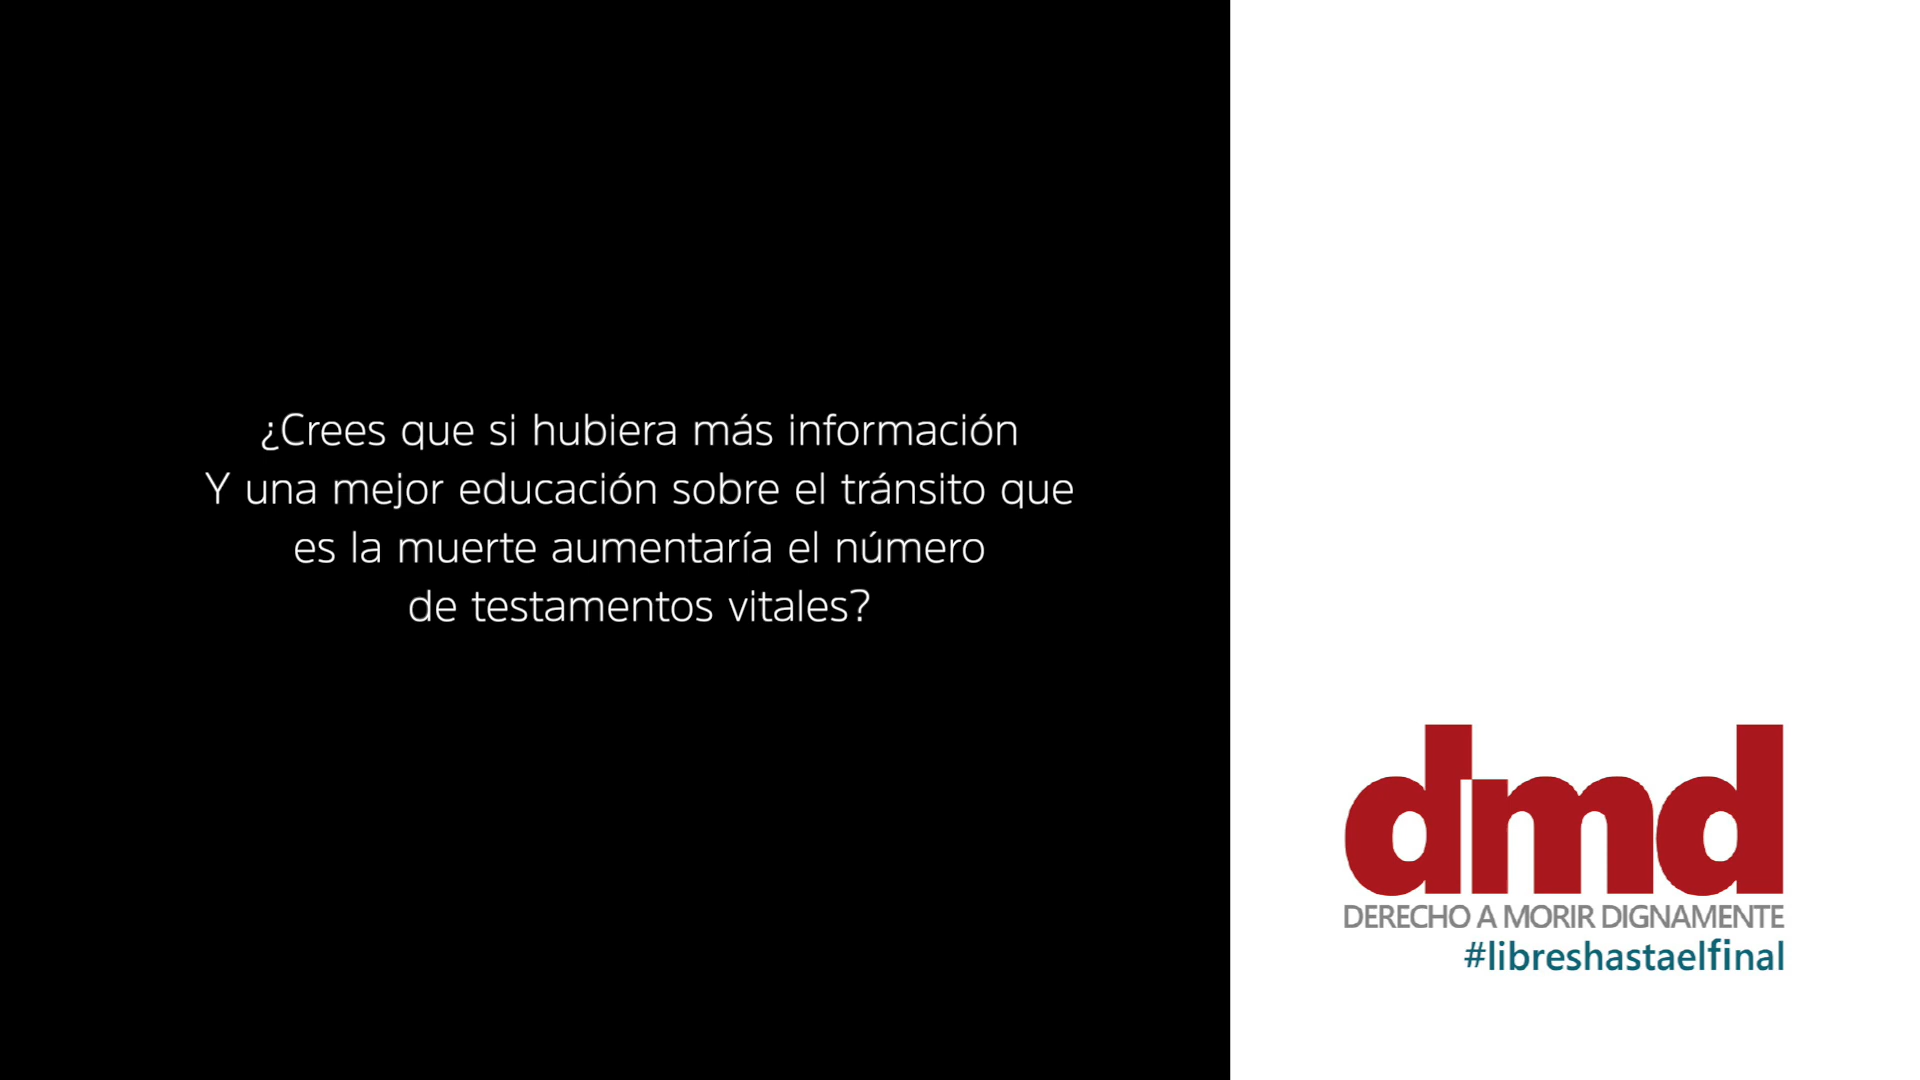 ¿Crees que si hubiera más información
Y una mejor educación sobre el tránsito que
es la muerte aumentaría el número
de testamentos vitales?
dmd
DERECHO A MORIR DIGNAMENTE
#libreshastaelfinal